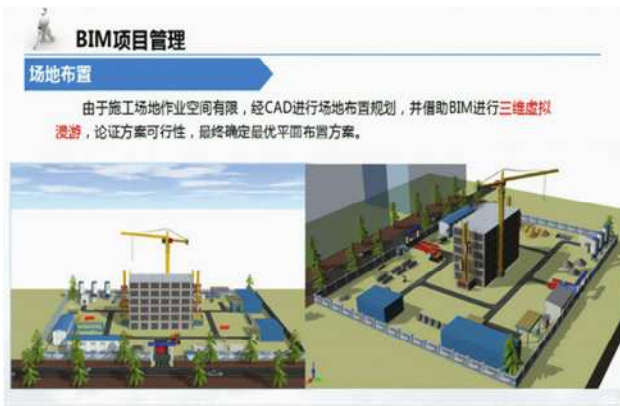 BIM项目管理
场地布置
由于施工场地作业空间有限，经CAD进行场地布置规划，并借助BIM进行三维虚拟
漫游，论证方案可行性，最终确定最优平面布置方案。